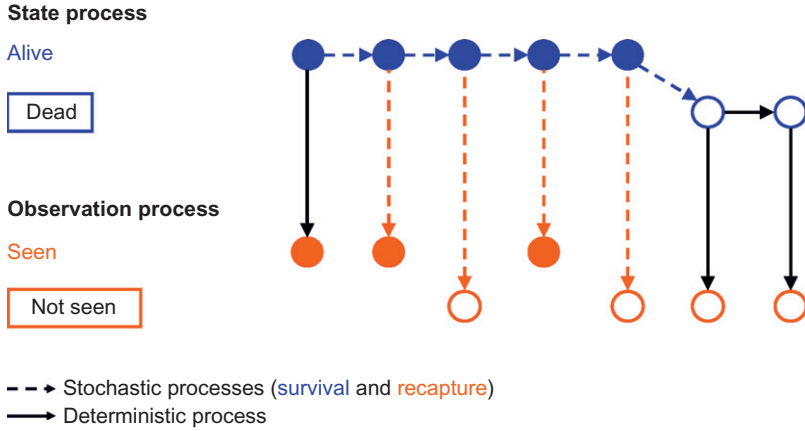 State process
Alive
Dead
Observation process
Seen
Not seen
Stochastic processes (survival and recapture)
Deterministic process